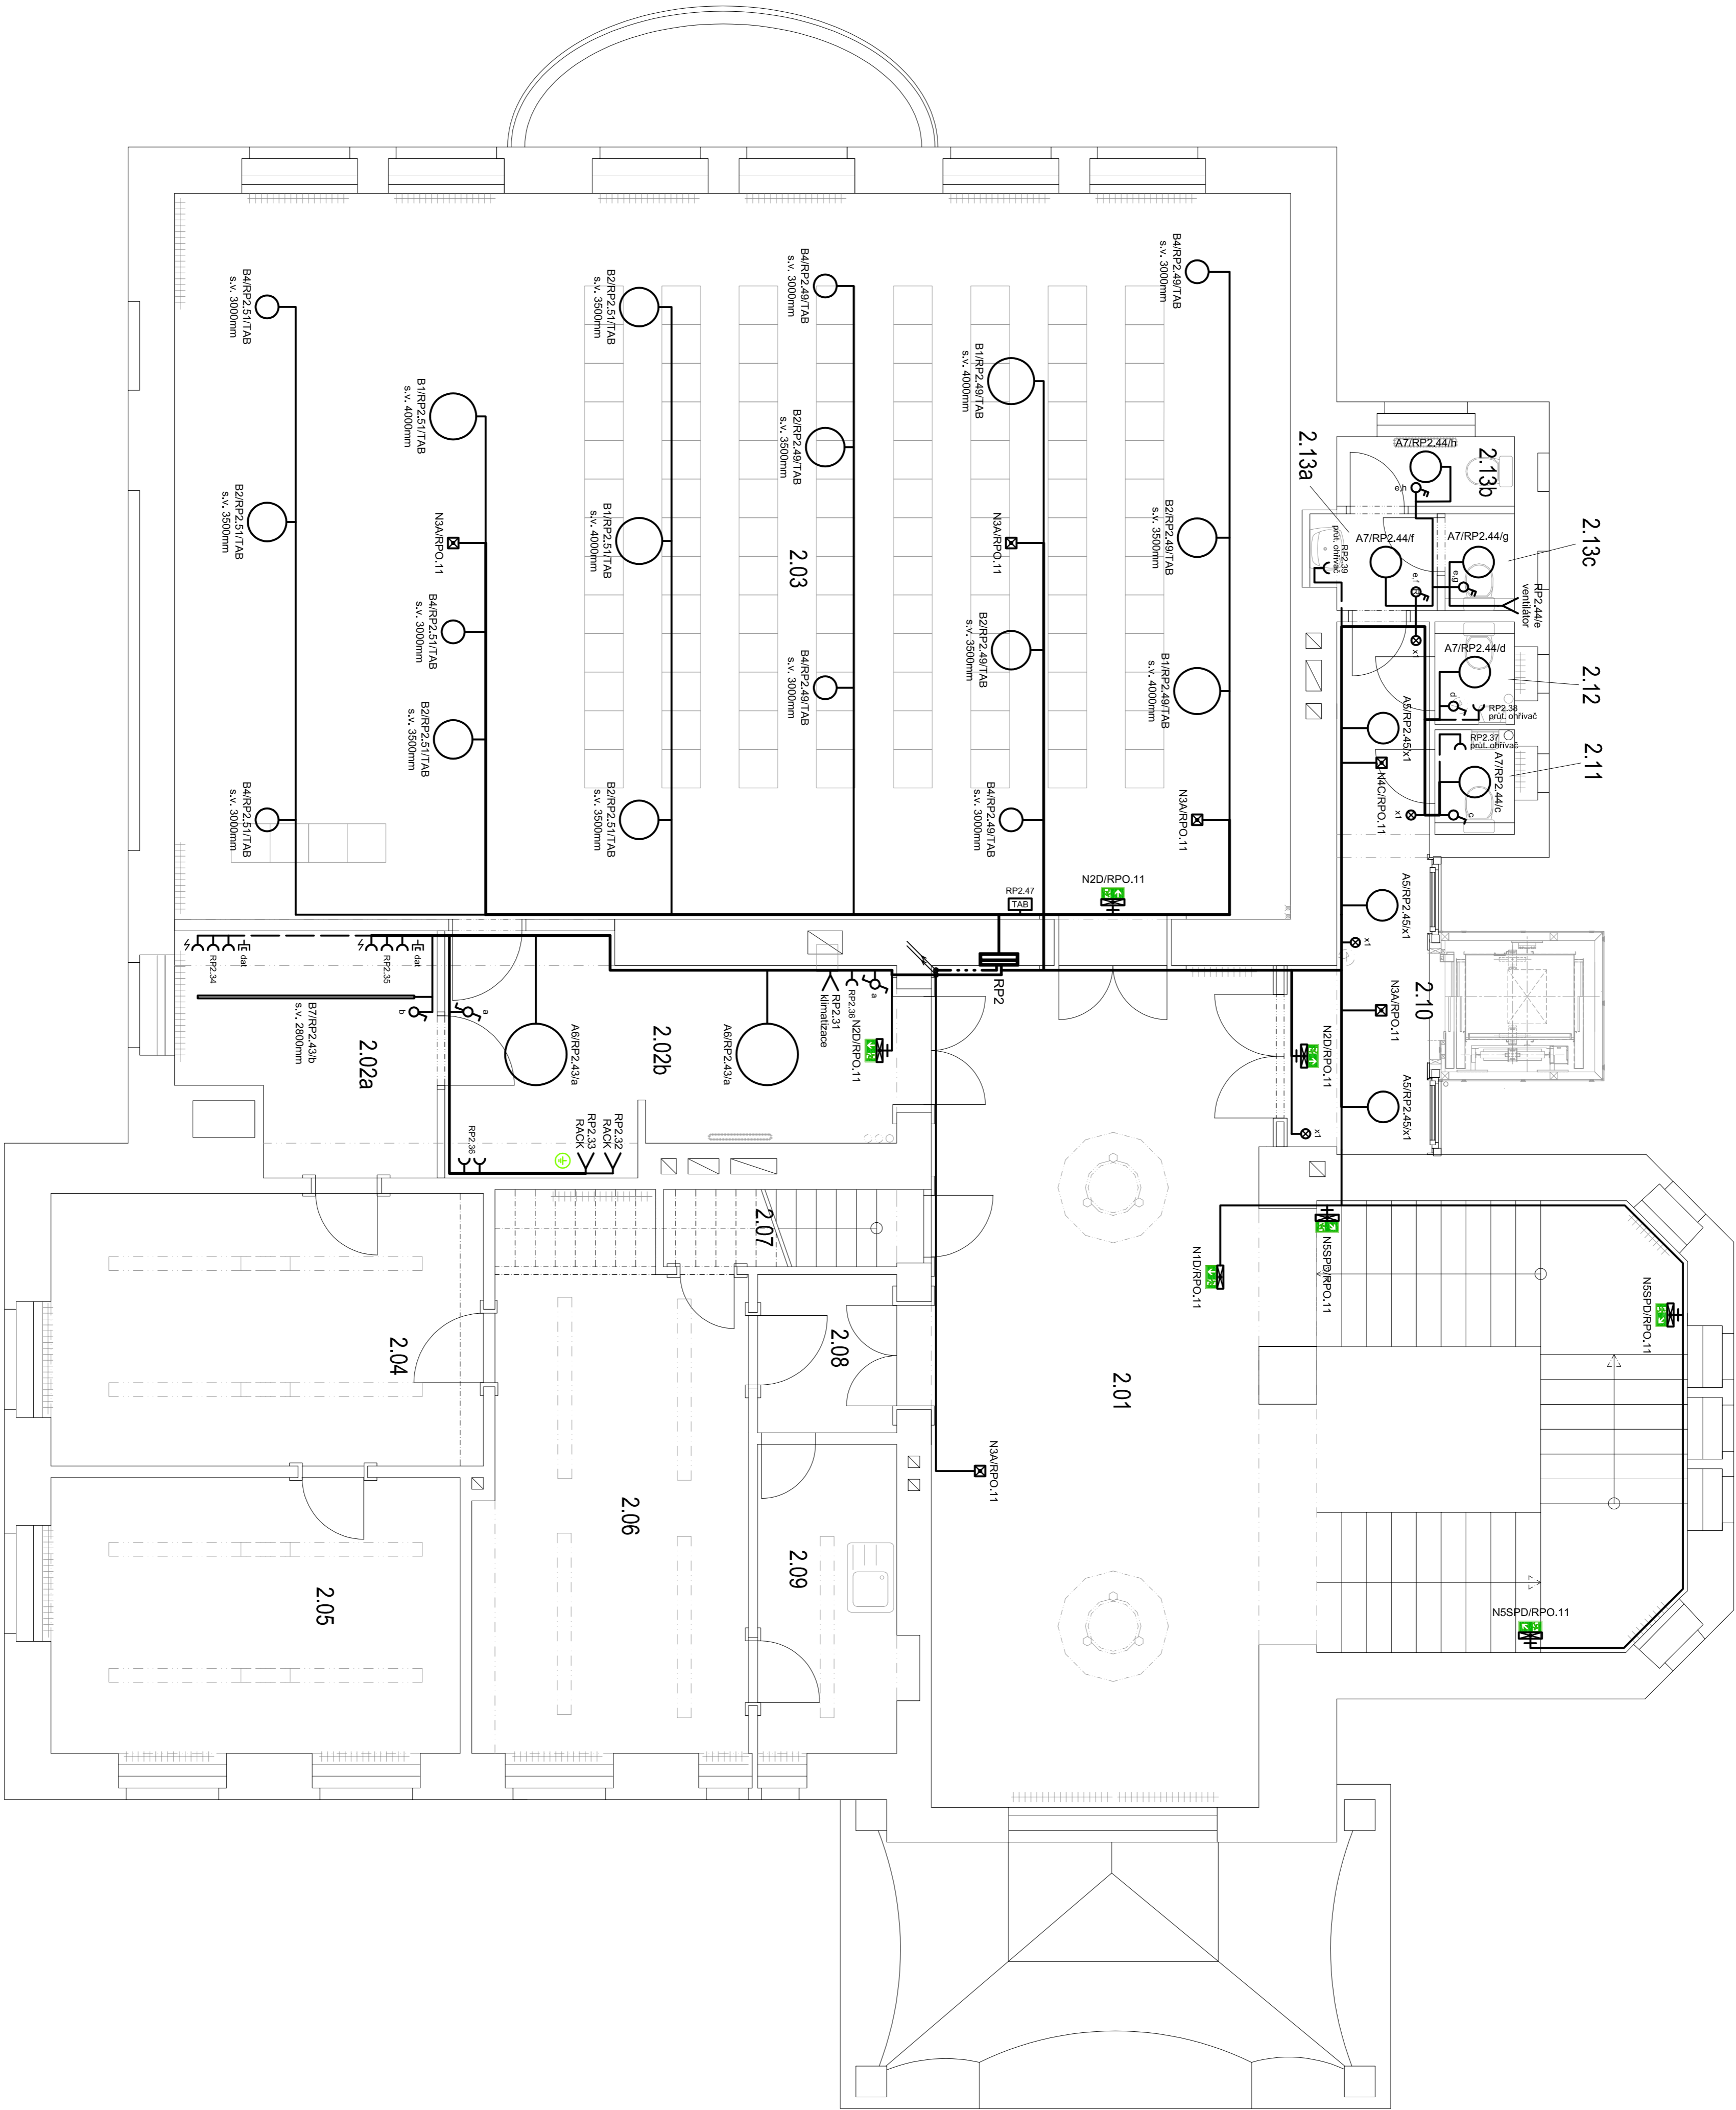 2.13c
2.12
2.11
2.13b
2.13a
A7/RP2.44/h
e,h
A7/RP2.44/f
A7/RP2.44/g
e,g
e,f
RP2.44/e
ventilátor
RP2.39
prút. ohřívač
x1
A7/RP2.44/d
d
RP2.38
prút. ohřívač
RP2.37
prút. ohřívač
A7/RP2.44/c
c
x1
A5/RP2.45/x1
N4C/RPO.11
A5/RP2.45/x1
x1
2.10
N3A/RPO.11
A5/RP2.45/x1
N2D/RPO.11
x1
B4/RP2.49/TAB
s.v. 3000mm
B2/RP2.49/TAB
s.v. 3500mm
B1/RP2.49/TAB
s.v. 4000mm
N3A/RPO.11
B1/RP2.49/TAB
s.v. 4000mm
N3A/RPO.11
B2/RP2.49/TAB
s.v. 3500mm
B4/RP2.49/TAB
s.v. 3000mm
B4/RP2.49/TAB
s.v. 3000mm
B2/RP2.49/TAB
s.v. 3500mm
2.03
B4/RP2.49/TAB
s.v. 3000mm
B2/RP2.51/TAB
s.v. 3500mm
B1/RP2.51/TAB
s.v. 4000mm
B2/RP2.51/TAB
s.v. 3500mm
B1/RP2.51/TAB
s.v. 4000mm
N3A/RPO.11
B4/RP2.51/TAB
s.v. 3000mm
B2/RP2.51/TAB
s.v. 3500mm
B4/RP2.51/TAB
s.v. 3000mm
B2/RP2.51/TAB
s.v. 3500mm
B4/RP2.51/TAB
s.v. 3000mm
N2D/RPO.11
RP2.47
TAB
RP2
a
RP2.36
RP2.31
klimatizace
N2D/RPO.11
2.02b
A6/RP2.43/a
A6/RP2.43/a
a
b
dat
RP2.35
dat
RP2.34
B7/RP2.43/b
s.v. 2800mm
2.02a
RP2.32
RACK
RP2.33
RACK
RP2.36
2.07
2.08
2.04
2.05
2.06
2.09
2.01
N3A/RPO.11
N1D/RPO.11
N5SPD/RPO.11
N5SPD/RPO.11
N5SPD/RPO.11